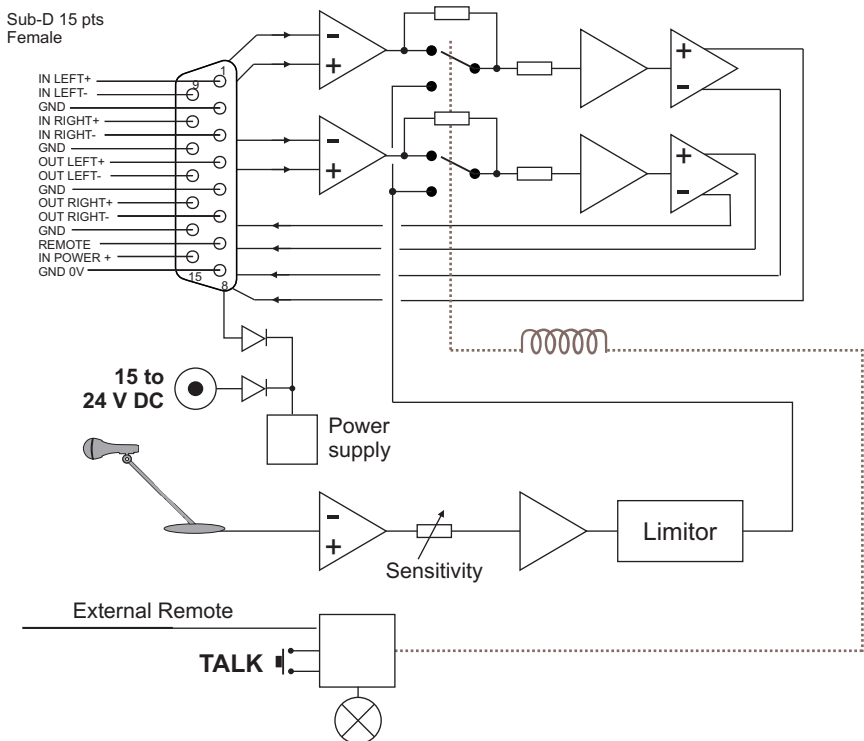 Sub-D 15 pts
Female
1
9
IN LEFT+
IN LEFT-
GND
IN RIGHT+
IN RIGHT-
GND
OUT LEFT+
OUT LEFT-
GND
OUT RIGHT+
OUT RIGHT-
GND
REMOTE
IN POWER +
GND 0V
15
8
-
+
-
+
+
-
+
-
15 to
24 V DC
Power
supply
-
+
Sensitivity
Limitor
External Remote
TALK